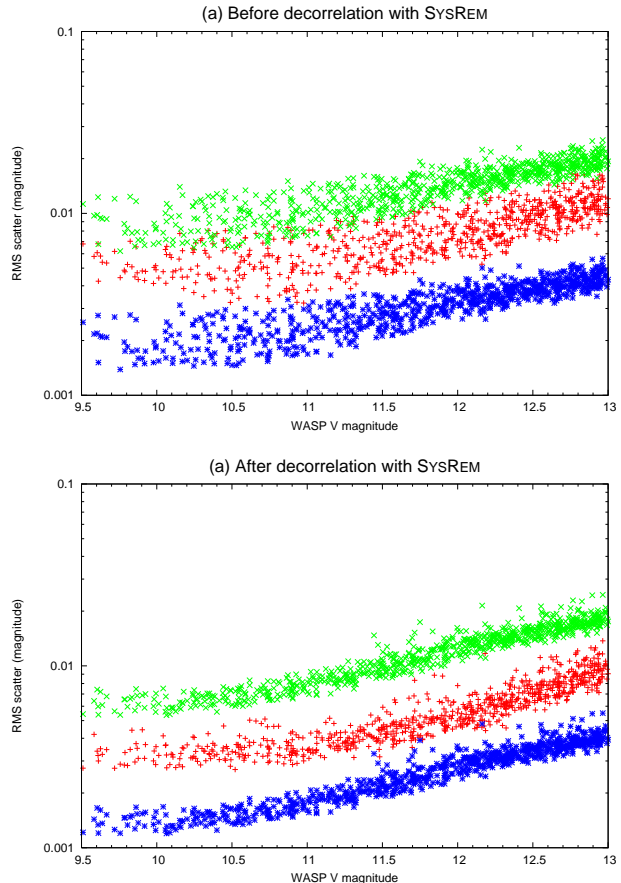 (a) Before decorrelation with SYSREM
0.1
0.01
0.001
RMS scatter (magnitude)
9.5 10 10.5 11 11.5 12 12.5 13
WASP V magnitude
(a) After decorrelation with SYSREM
0.1
0.01
0.001
RMS scatter (magnitude)
9.5 10 10.5 11 11.5 12 12.5 13
WASP V magnitude